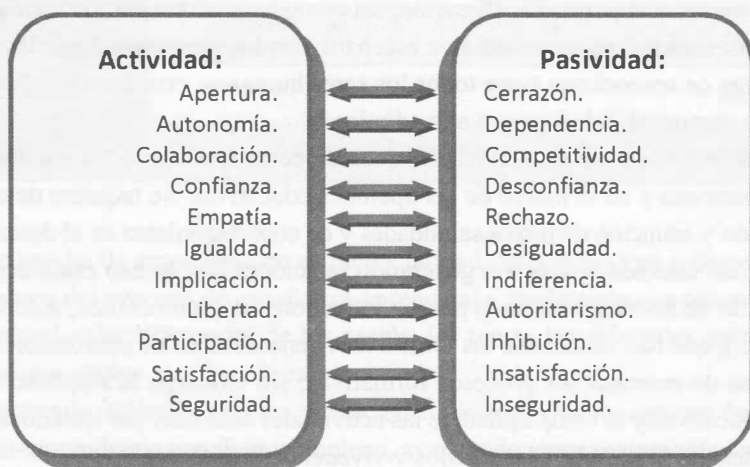 Actividad: Pasividad:
Apertura. Cerrazón.
Autonomía. Dependencia.
Colaboración. Competitividad.
Confianza. Desconfianza.
Empatía. Rechazo.
Igualdad. Desigualdad.
Implicación. Indiferencia.
Libertad. Autoritarismo.
Participación. Inhibición.
Satisfacción. Insatisfacción.
Seguridad. Inseguridad.